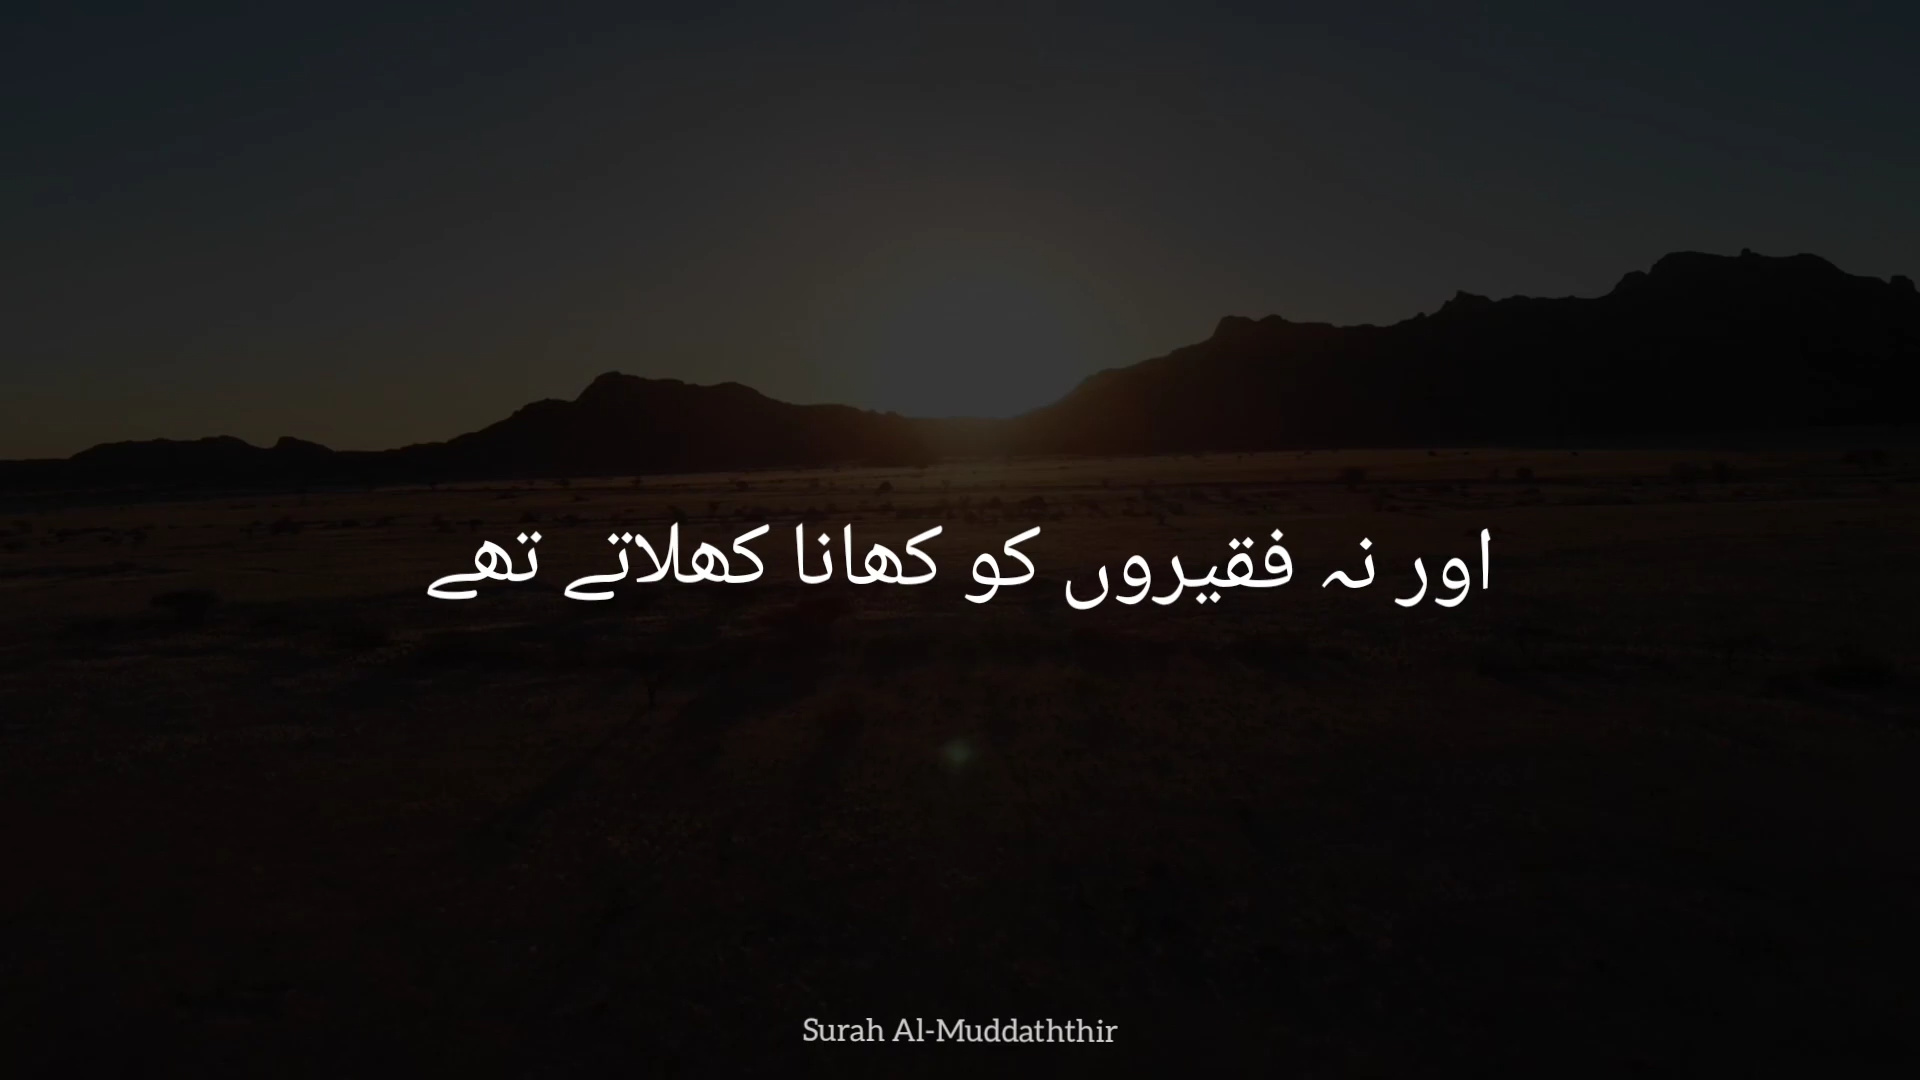 اور نہ فقیروں کو کھانا کھلاتے تھے
Surah Al-Muddaththir